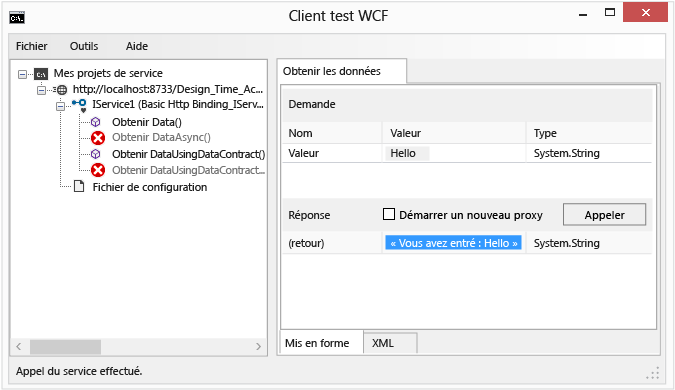 Client test WCF
Fichier Outils Aide
Mes projets de service
http://localhost:8733/Design_Time_Ac...
IService1 (Basic Http Binding_IServ...
Obtenir Data()
Obtenir DataAsync()
Obtenir DataUsingDataContract()
Obtenir DataUsingDataContract...
Fichier de configuration
Obtenir les données
Demande
Nom Valeur Type
Valeur Hello System.String
Réponse Démarrer un nouveau proxy Appeler
(retour) « Vous avez entré : Hello » System.String
Mis en forme XML
Appel du service effectué.